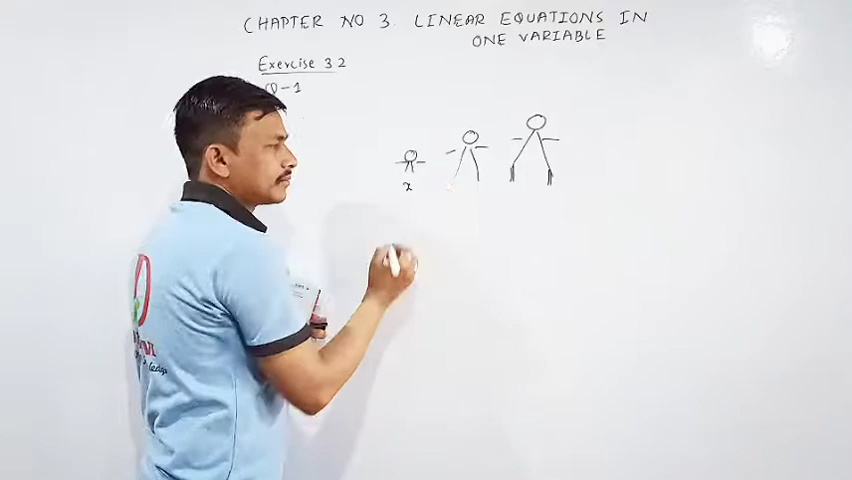 CHAPTER NO 3. LINEAR EQUATIONS IN
ONE VARIABLE
Exercise 3.2
Q-1
x